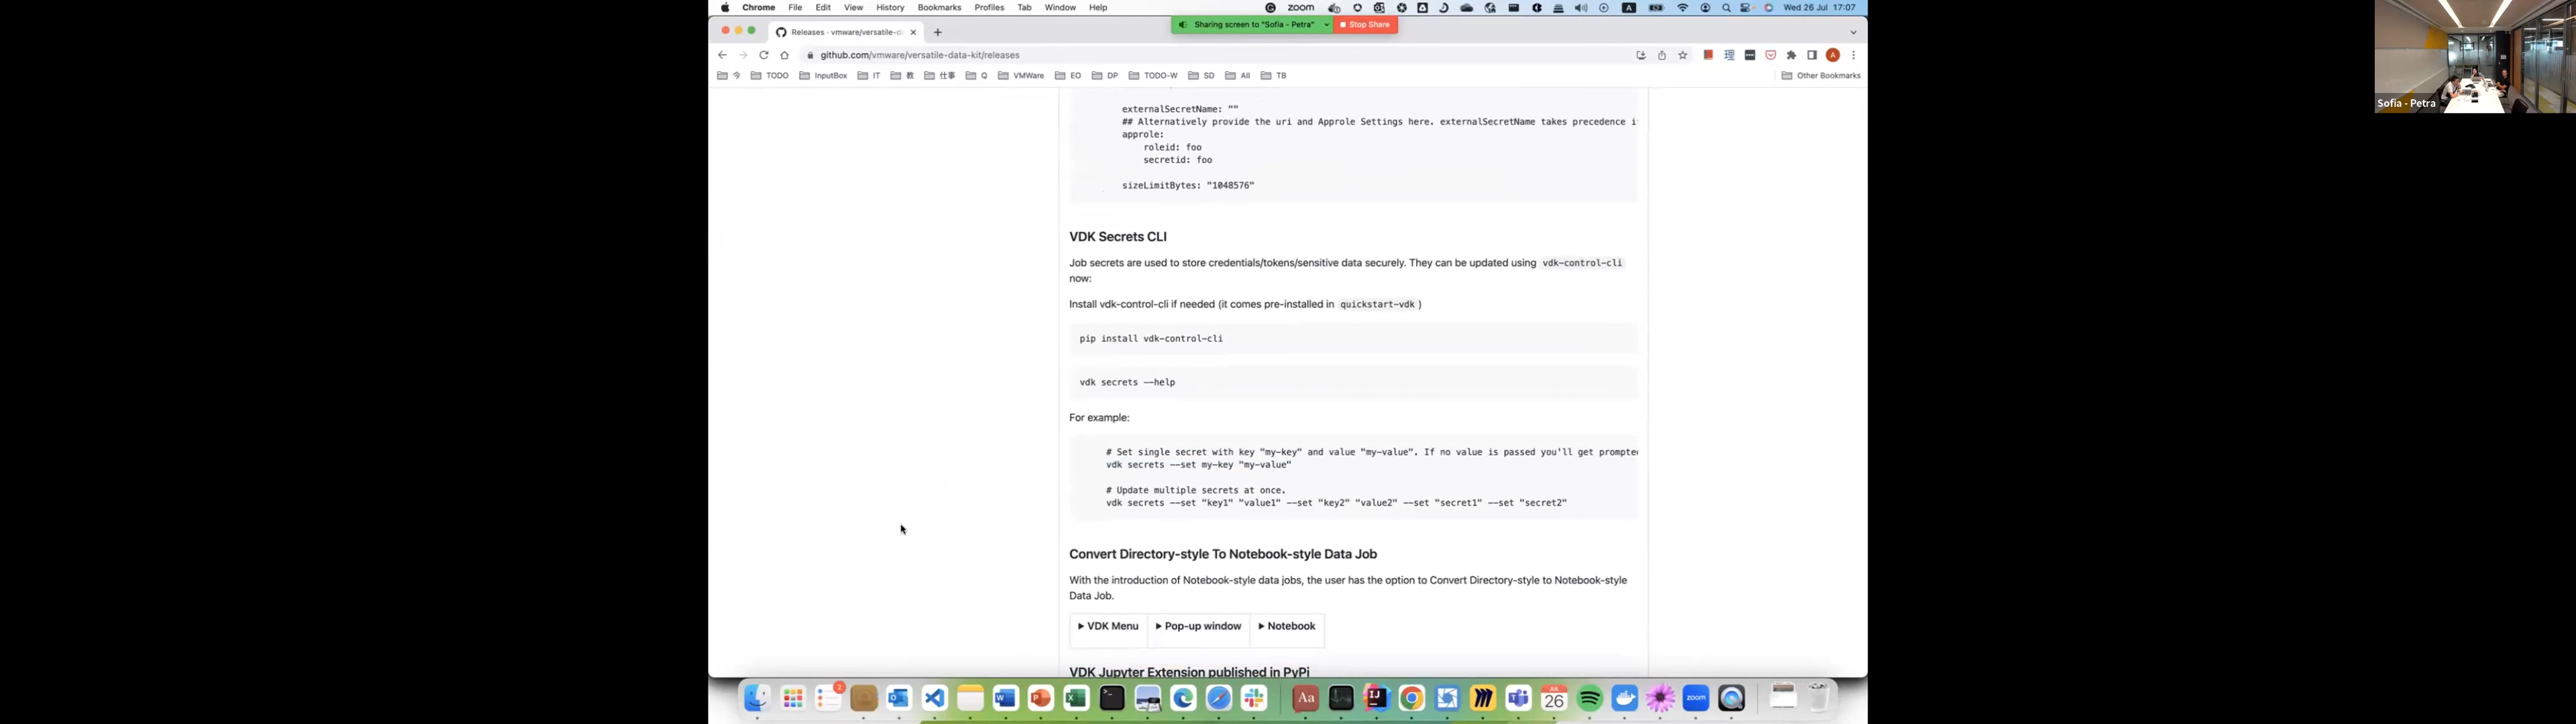 Chrome File Edit View History Bookmarks Profiles Tab Window Help
zoom
A
Wed 26 Jul 17:07
Sharing screen to "Sofia - Petra"
Stop Share
Releases · vmware/versatile-da
github.com/vmware/versatile-data-kit/releases
今 TODO InputBox IT 教 仕事 Q VMWare EO DP TODO-W SD All TB
Other Bookmarks
externalSecretName: ""
## Alternatively provide the uri and Approle Settings here. externalSecretName takes precedence i
approle:
roleid: foo
secretid: foo
sizeLimitBytes: "1048576"
VDK Secrets CLI
Job secrets are used to store credentials/tokens/sensitive data securely. They can be updated using vdk-control-cli
now:
Install vdk-control-cli if needed (it comes pre-installed in quickstart-vdk )
pip install vdk-control-cli
vdk secrets --help
For example:
# Set single secret with key "my-key" and value "my-value". If no value is passed you'll get prompted
vdk secrets --set my-key "my-value"
# Update multiple secrets at once.
vdk secrets --set "key1" "value1" --set "key2" "value2" --set "secret1" --set "secret2"
Convert Directory-style To Notebook-style Data Job
With the introduction of Notebook-style data jobs, the user has the option to Convert Directory-style to Notebook-style
Data Job.
VDK Menu
Pop-up window
Notebook
VDK Jupyter Extension published in PyPi
2
Aa
26
zoom
Sofia - Petra